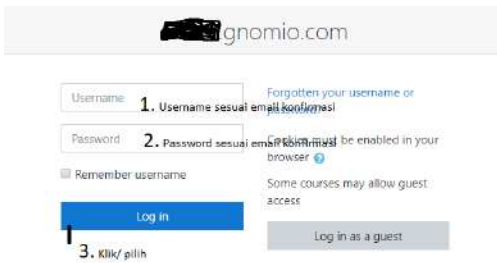 gnomio.com
Username
1. Username sesuai email konfirmasi
Password
2. Password sesuai email konfirmasi
Remember username
Log in
3. Klik/ pilih
Forgotten your username or
password?
Cookies must be enabled in your
browser
Some courses may allow guest
access
Log in as a guest